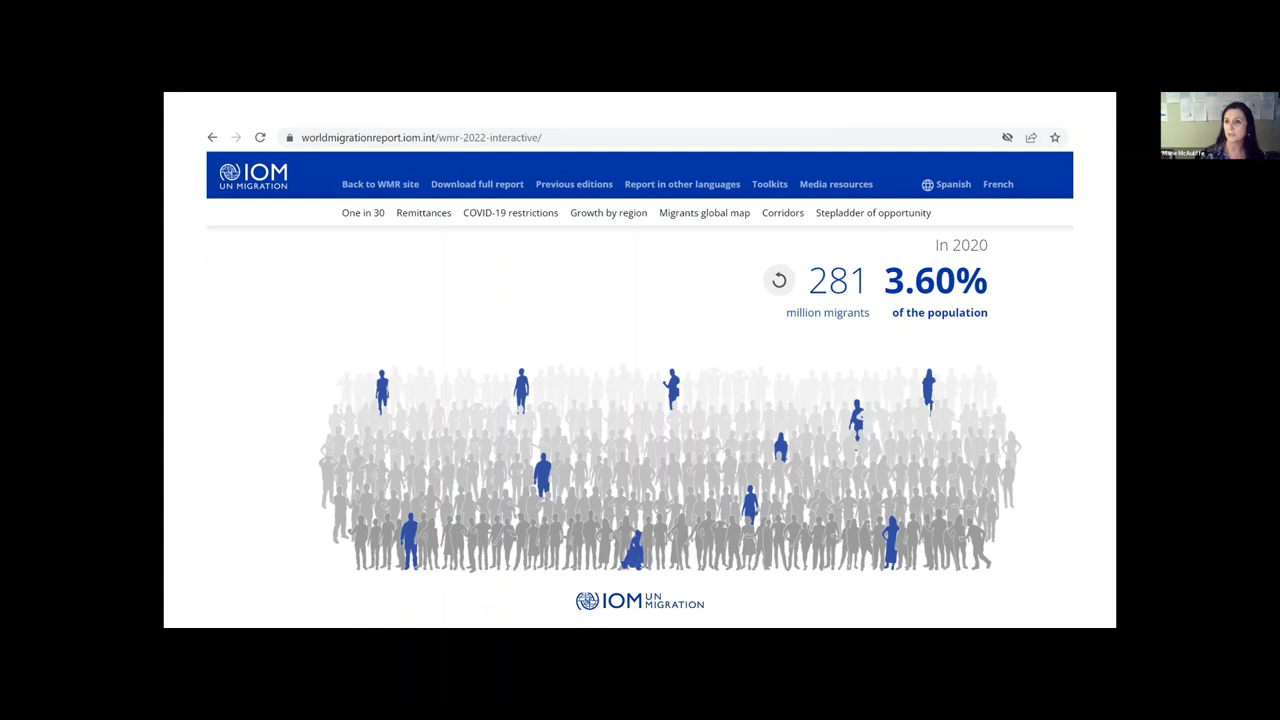 worldmigrationreport.iom.int/wmr-2022-interactive/
IOM
UN MIGRATION
Back to WMR site Download full report Previous editions Report in other languages Toolkits Media resources Spanish French
One in 30 Remittances COVID-19 restrictions Growth by region Migrants global map Corridors Stepladder of opportunity
In 2020
281 3.60%
million migrants of the population
IOM UN MIGRATION
Marie McAuliffe